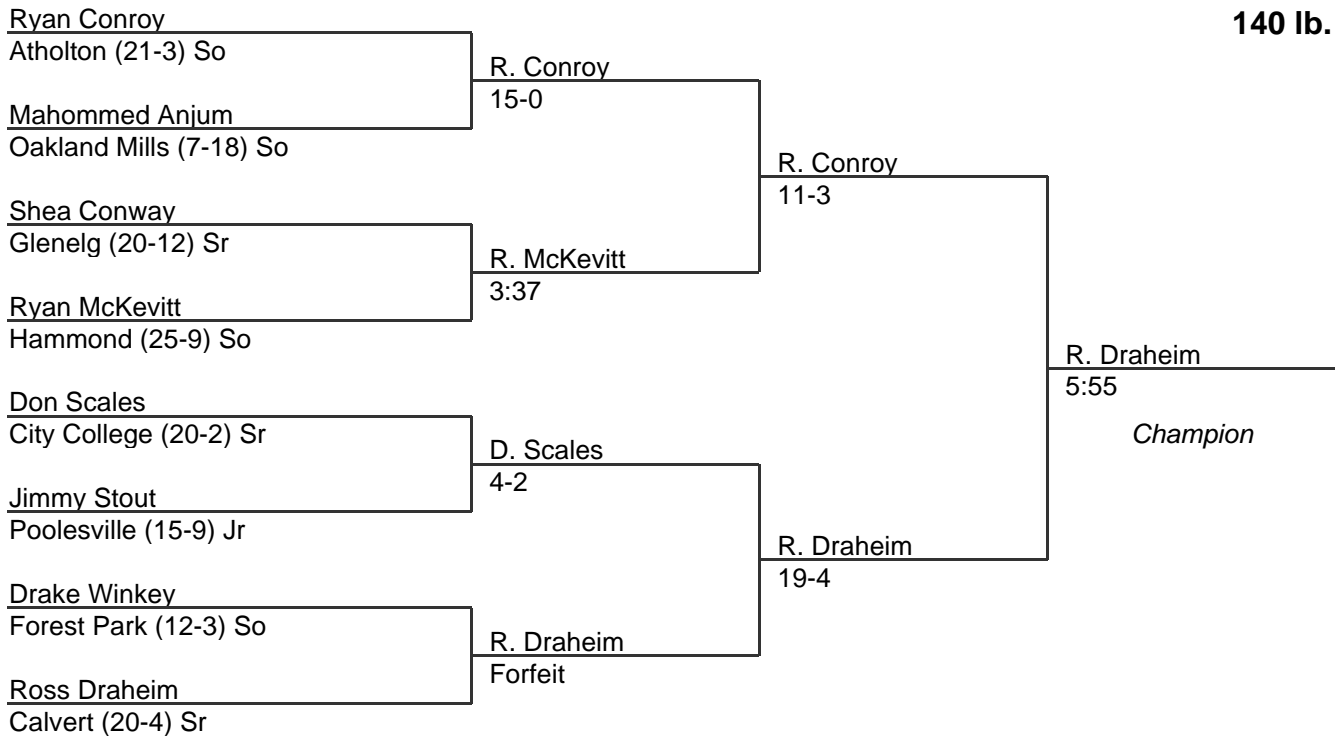 140 lb.
Ryan Conroy
Atholton (21-3) So
R. Conroy
15-0
Mahommed Anjum
Oakland Mills (7-18) So
R. Conroy
11-3
Shea Conway
Glenelg (20-12) Sr
R. McKevitt
3:37
Ryan McKevitt
Hammond (25-9) So
R. Draheim
5:55
Champion
Don Scales
City College (20-2) Sr
D. Scales
4-2
Jimmy Stout
Poolesville (15-9) Jr
R. Draheim
19-4
Drake Winkey
Forest Park (12-3) So
R. Draheim
Forfeit
Ross Draheim
Calvert (20-4) Sr